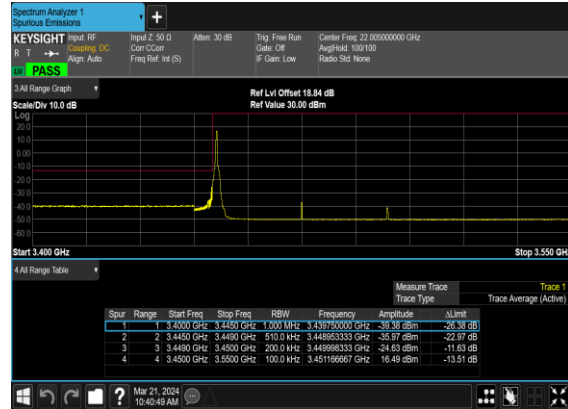 Spectrum Analyzer 1
Spurious Emissions
KEYSIGHT Input: RF Input Z: 50 Ω Atten: 30 dB Trig: Free Run Center Freq: 22.005000000 GHz
R T Coupling: DC Corr CCorr Gate: Off Avg|Hold: 100/100
Align: Auto Freq Ref: Int (S) IF Gain: Low Radio Std: None
PASS
3 All Range Graph
Ref Lvl Offset 18.84 dB
Scale/Div 10.0 dB Ref Value 30.00 dBm
Log
20.0
10.0
0.00
-10.0
-20.0
-30.0
-40.0
-50.0
-60.0
Start 3.400 GHz Stop 3.550 GH
4 All Range Table
Measure Trace Trace 1
Trace Type Trace Average (Active)
Spur Range Start Freq Stop Freq RBW Frequency Amplitude ΔLimit
1 1 3.4000 GHz 3.4450 GHz 1.000 MHz 3.439750000 GHz -39.38 dBm -26.38 dB
2 2 3.4450 GHz 3.4490 GHz 510.0 kHz 3.448953333 GHz -35.97 dBm -22.97 dB
3 3 3.4490 GHz 3.4500 GHz 200.0 kHz 3.449998333 GHz -24.63 dBm -11.63 dB
4 4 3.4500 GHz 3.5500 GHz 100.0 kHz 3.451166667 GHz 16.49 dBm -13.51 dB
? Mar 21, 2024
10:40:49 AM